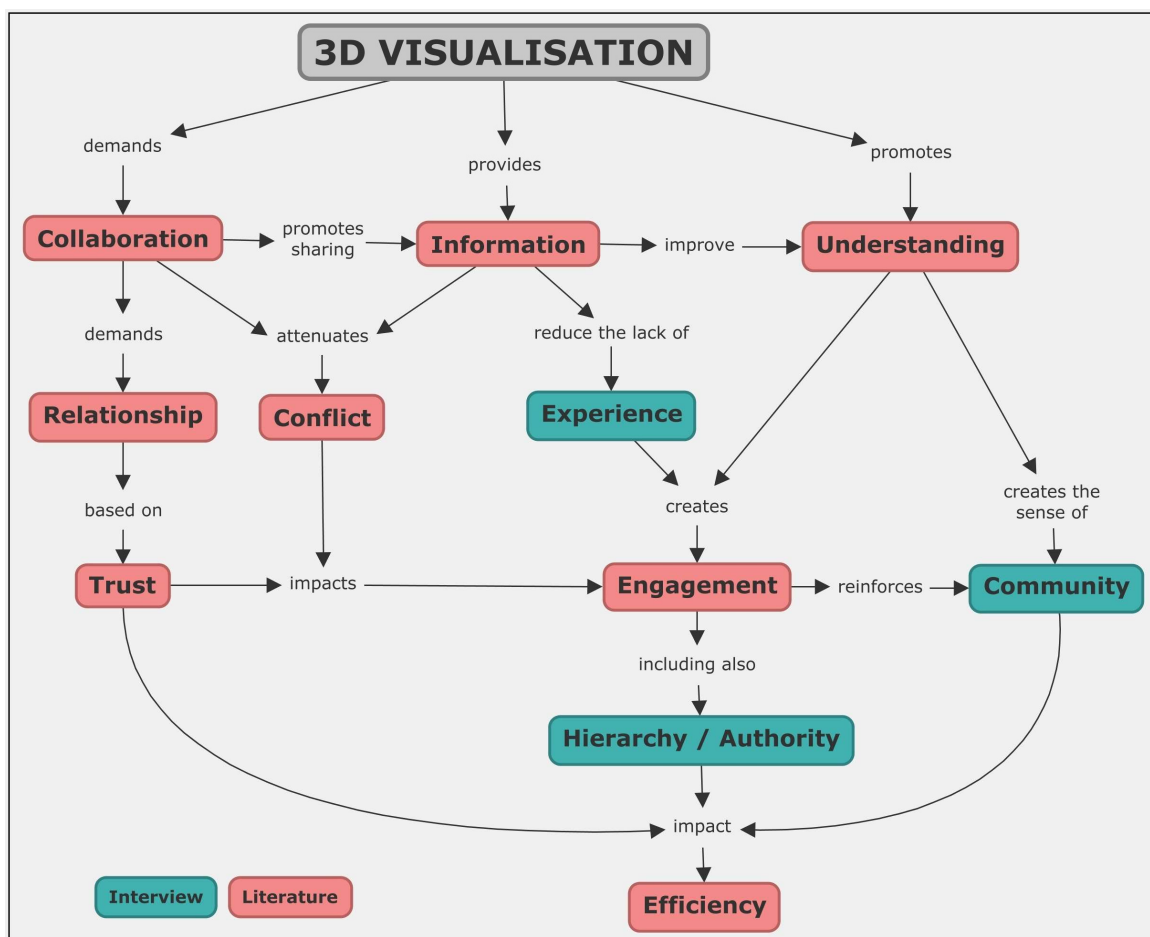 3D VISUALISATION
demands
provides
promotes
Collaboration
promotes
sharing
Information
improve
Understanding
demands
attenuates
reduce the lack of
Relationship
Conflict
Experience
based on
creates
creates the
sense of
Trust
impacts
Engagement
reinforces
Community
including also
Hierarchy / Authority
impact
Interview
Literature
Efficiency